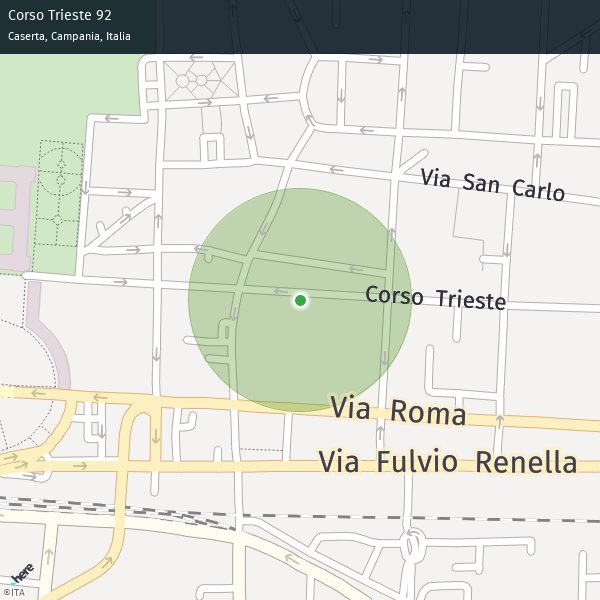 Corso Trieste 92
Caserta, Campania, Italia
Via San Carlo
Corso Trieste
Via Roma
Via Fulvio Renella
here
©ITA